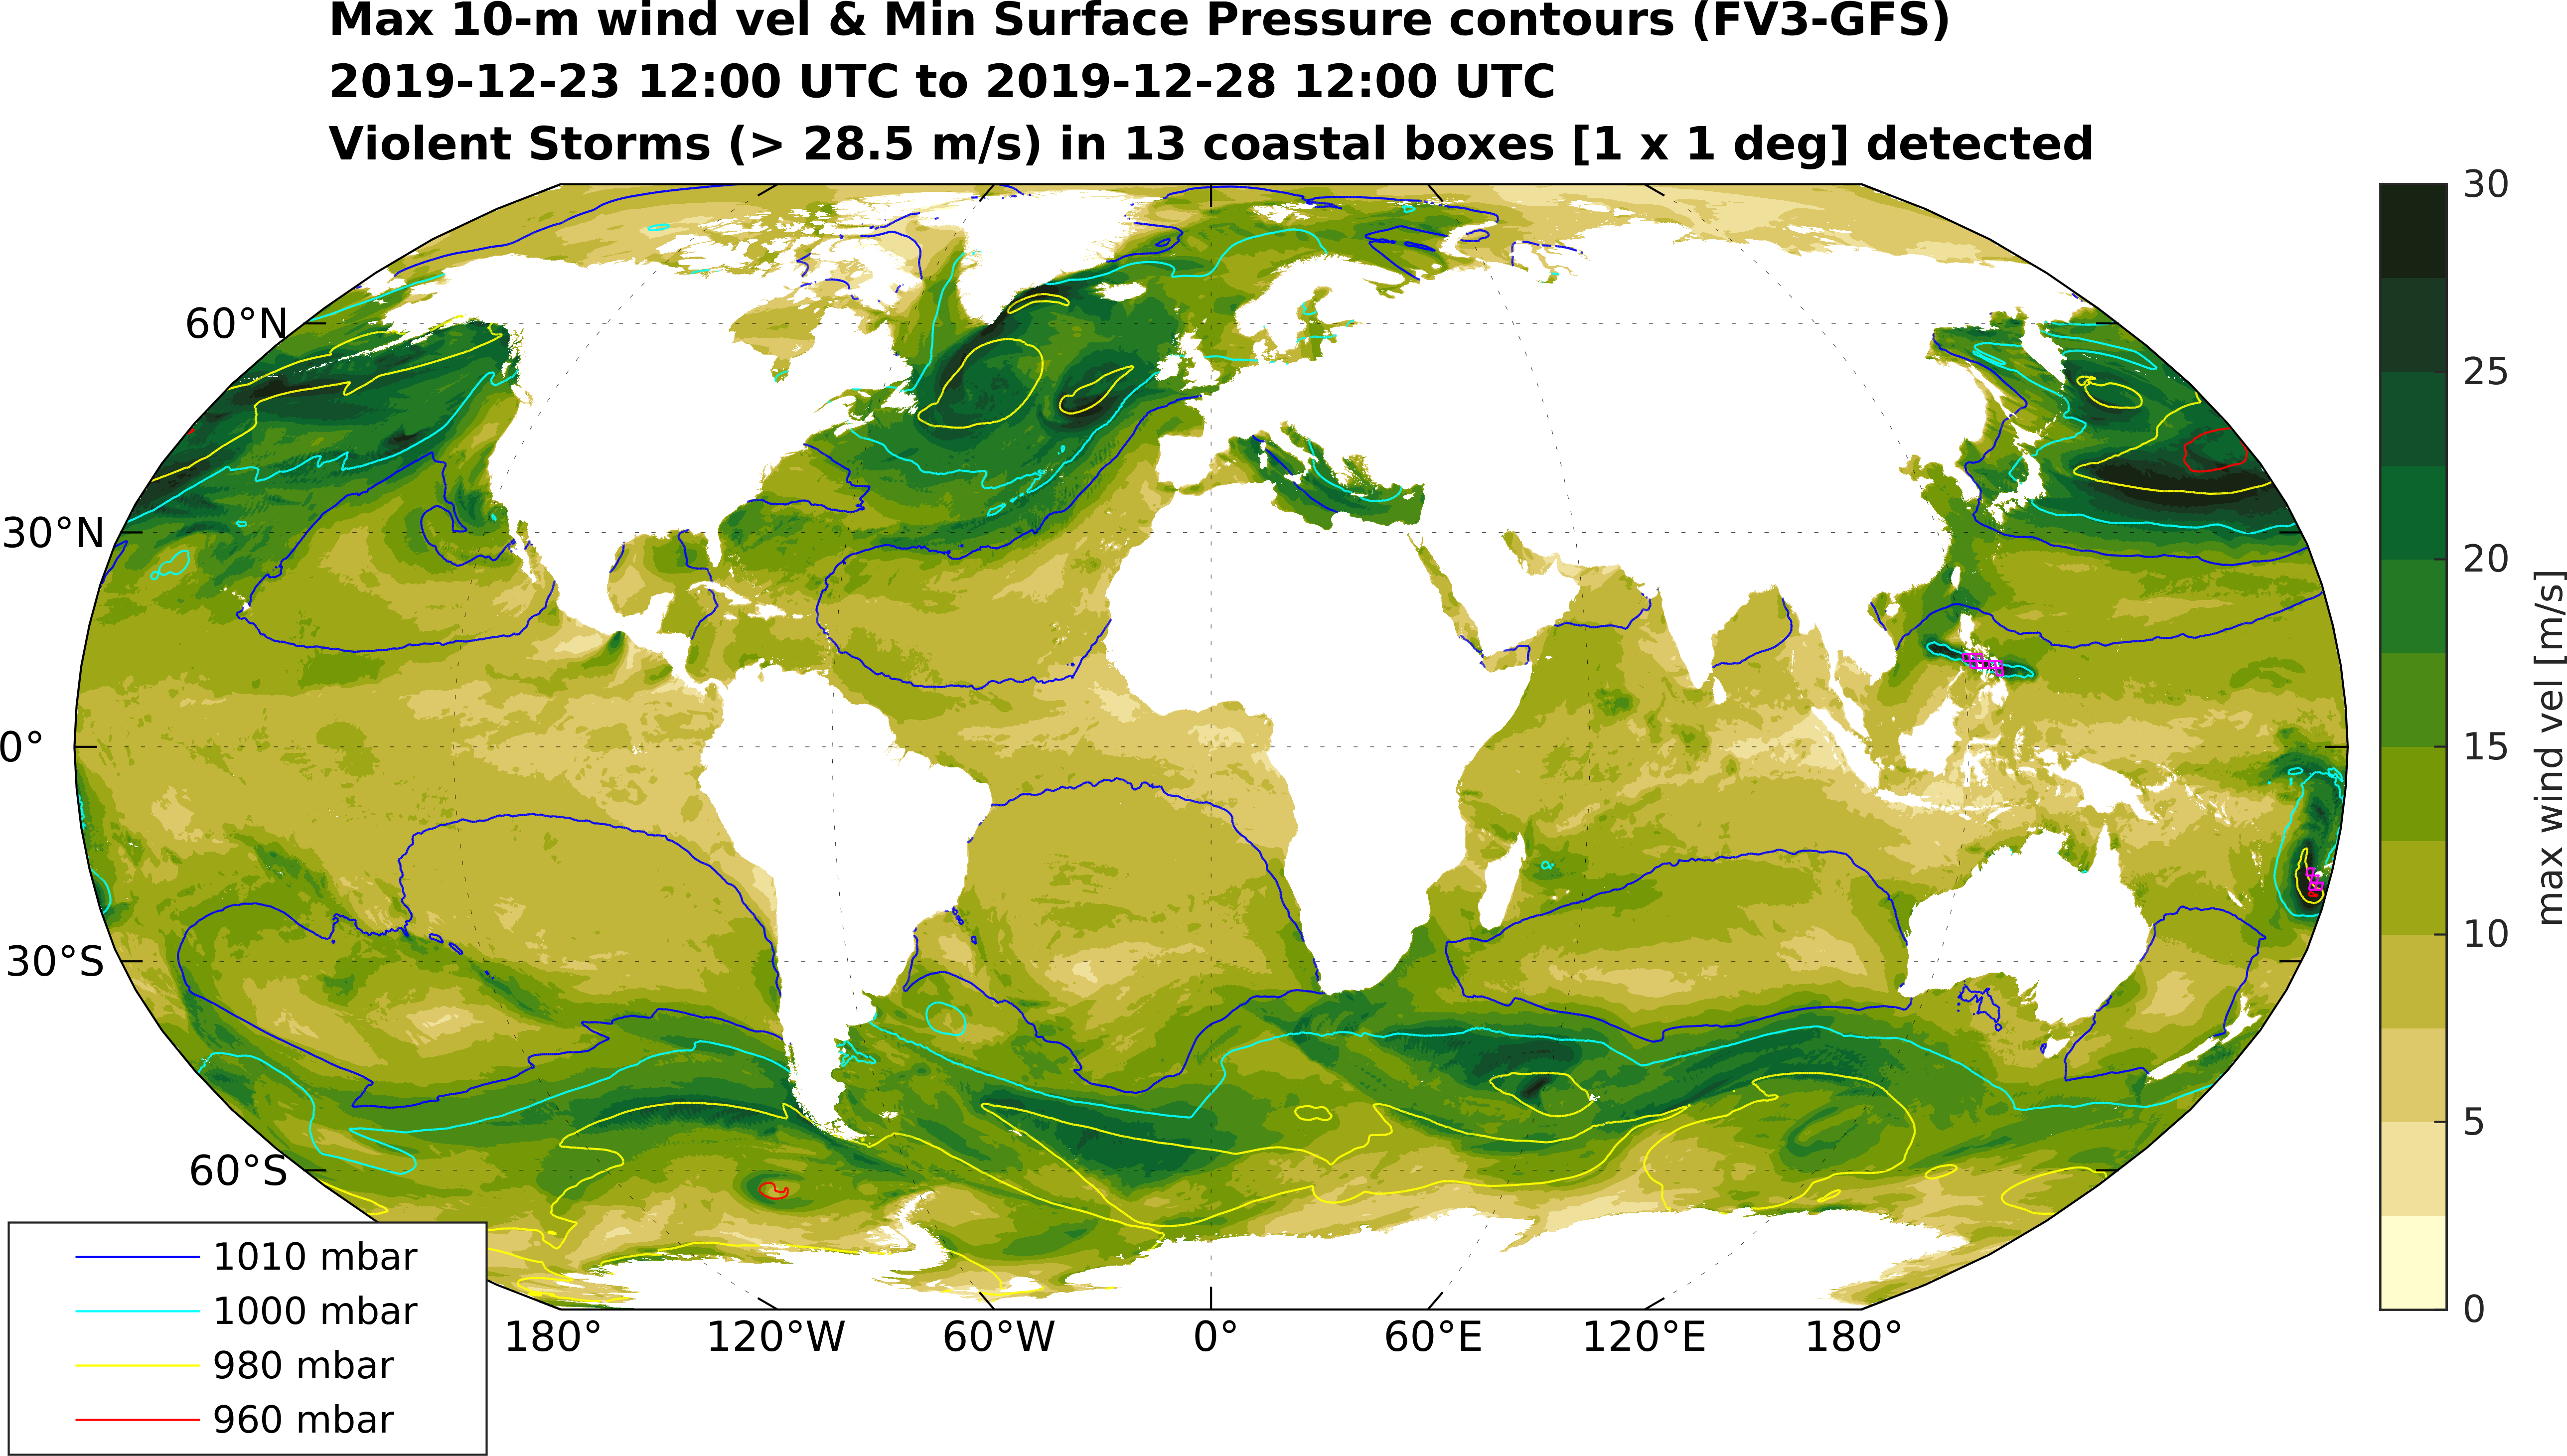 Max 10-m wind vel & Min Surface Pressure contours (FV3-GFS)
2019-12-23 12:00 UTC to 2019-12-28 12:00 UTC
Violent Storms (> 28.5 m/s) in 13 coastal boxes [1 x 1 deg] detected
60°N
30°N
0°
30°S
60°S
180°
120°W
60°W
0°
60°E
120°E
180°
1010 mbar
1000 mbar
980 mbar
960 mbar
30
25
20
15
10
5
0
max wind vel [m/s]